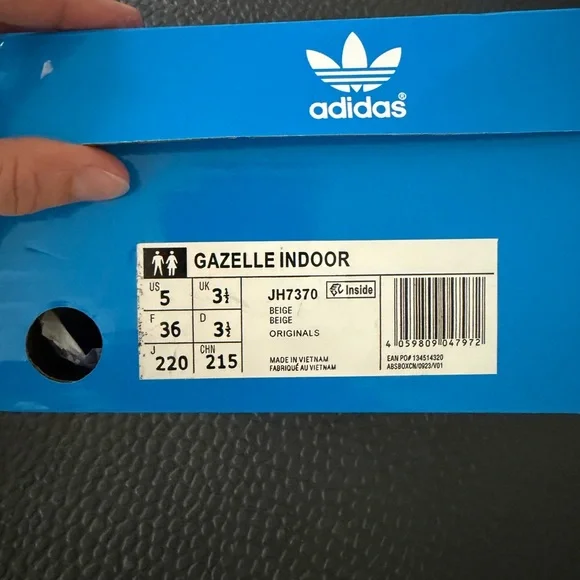 adidas®
GAZELLE INDOOR
US 5 UK 3½
F 36 D 3½
J 220 CHN 215
JH7370 Inside
BEIGE
BEIGE
ORIGINALS
MADE IN VIETNAM
FABRIQUÉ AU VIETNAM
4 059809 047972
EAN PO# 134514320
ABSBOXCN/0923/V01